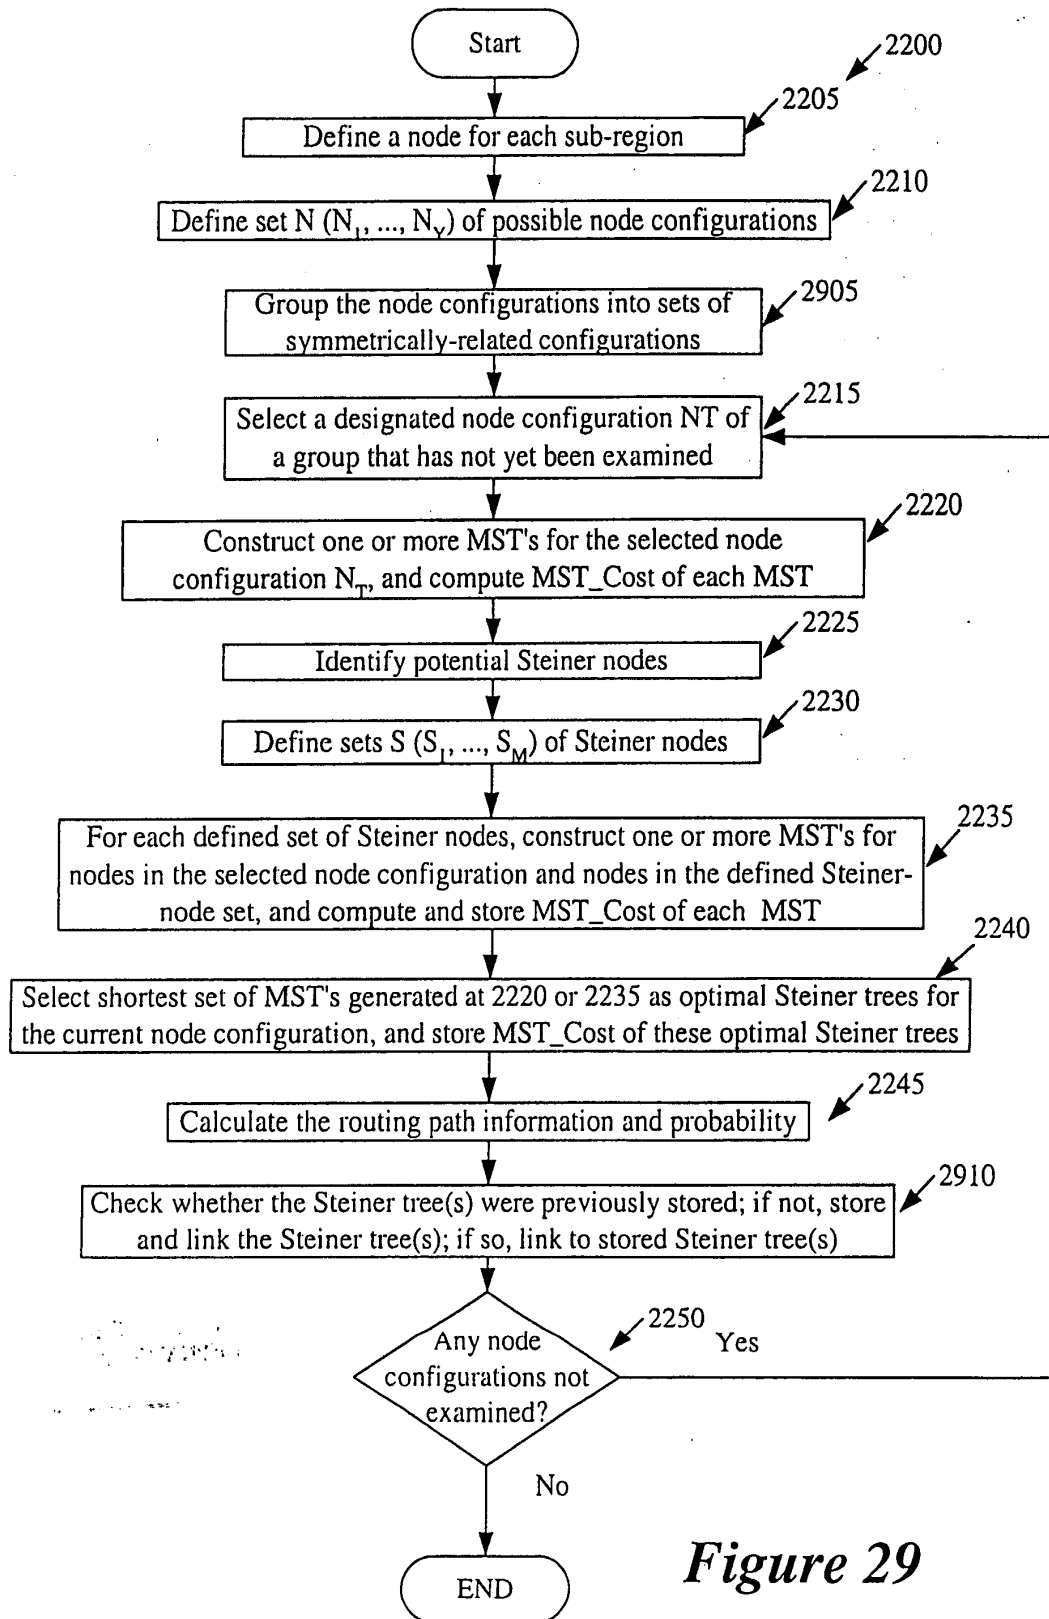 Start
2200
2205
Define a node for each sub-region
2210
Define set N (N1, ..., NY) of possible node configurations
2905
Group the node configurations into sets of
symmetrically-related configurations
2215
Select a designated node configuration NT of
a group that has not yet been examined
2220
Construct one or more MST's for the selected node
configuration NT, and compute MST_Cost of each MST
2225
Identify potential Steiner nodes
2230
Define sets S (S1, ..., SM) of Steiner nodes
2235
For each defined set of Steiner nodes, construct one or more MST's for
nodes in the selected node configuration and nodes in the defined Steiner-
node set, and compute and store MST_Cost of each MST
2240
Select shortest set of MST's generated at 2220 or 2235 as optimal Steiner trees for
the current node configuration, and store MST_Cost of these optimal Steiner trees
2245
Calculate the routing path information and probability
2910
Check whether the Steiner tree(s) were previously stored; if not, store
and link the Steiner tree(s); if so, link to stored Steiner tree(s)
2250
Any node
configurations not
examined?
Yes
No
END
Figure 29